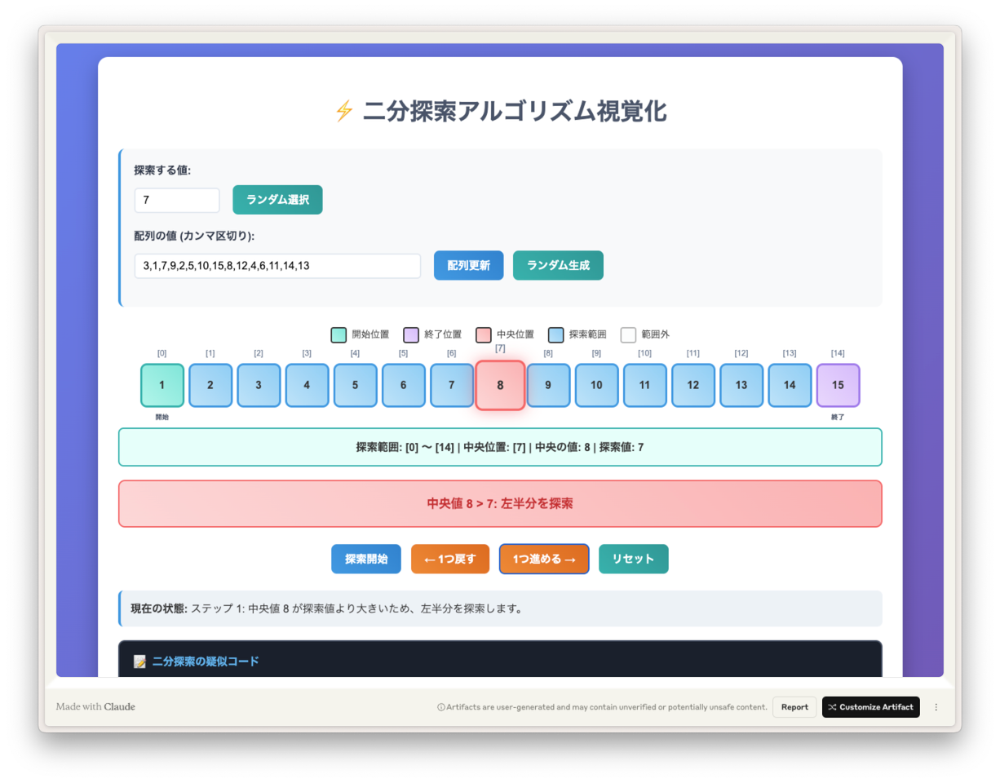 ⚡ 二分探索アルゴリズム視覚化
探索する値:
7 ランダム選択
配列の値 (カンマ区切り):
3,1,7,9,2,5,10,15,8,12,4,6,11,14,13 配列更新 ランダム生成
開始位置 終了位置 中央位置 探索範囲 範囲外
[0] [1] [2] [3] [4] [5] [6] [7] [8] [9] [10] [11] [12] [13] [14]
1 2 3 4 5 6 7 8 9 10 11 12 13 14 15
開始 終了
探索範囲: [0] 〜 [14] | 中央位置: [7] | 中央の値: 8 | 探索値: 7
中央値 8 > 7: 左半分を探索
探索開始 ← 1つ戻す 1つ進める → リセット
現在の状態: ステップ 1: 中央値 8 が探索値より大きいため、左半分を探索します。
📝 二分探索の疑似コード
Made with Claude Artifacts are user-generated and may contain unverified or potentially unsafe content. Report Customize Artifact